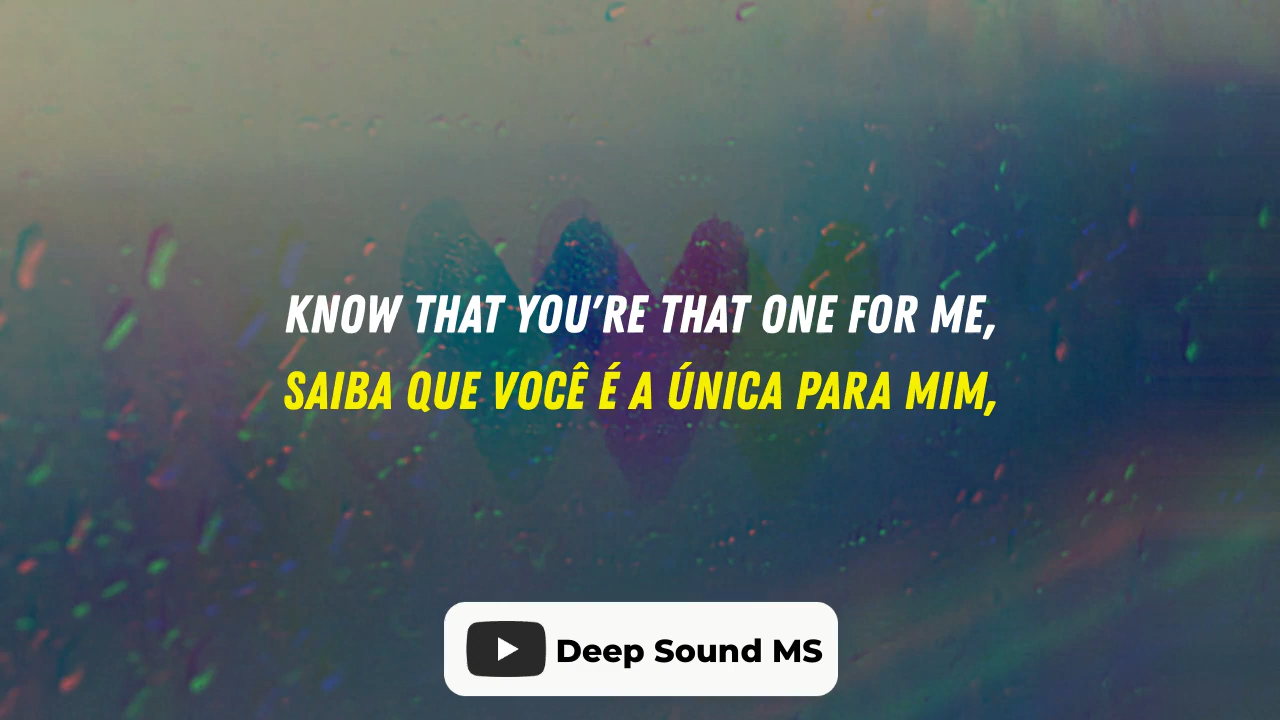 KNOW THAT YOU'RE THAT ONE FOR ME,
SAIBA QUE VOCÊ É A ÚNICA PARA MIM,
Deep Sound MS